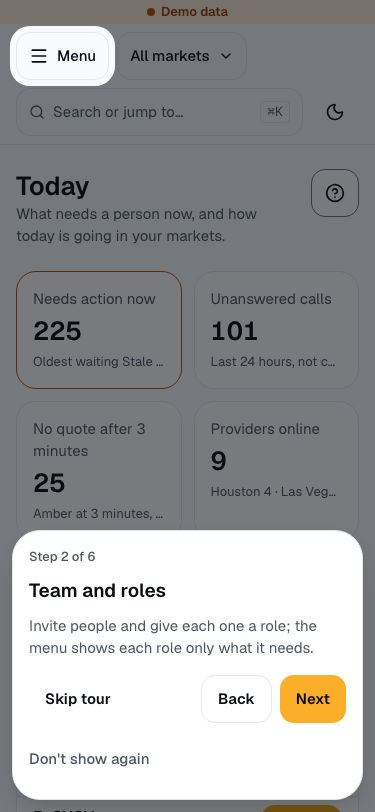 Demo data
Menu
All markets
Search or jump to...
⌘K
Today
What needs a person now, and how
today is going in your markets.
Needs action now
225
Oldest waiting Stale ...
Unanswered calls
101
Last 24 hours, not c...
No quote after 3
minutes
25
Amber at 3 minutes, ...
Providers online
9
Houston 4 · Las Veg...
Step 2 of 6
Team and roles
Invite people and give each one a role; the
menu shows each role only what it needs.
Skip tour
Back
Next
Don't show again